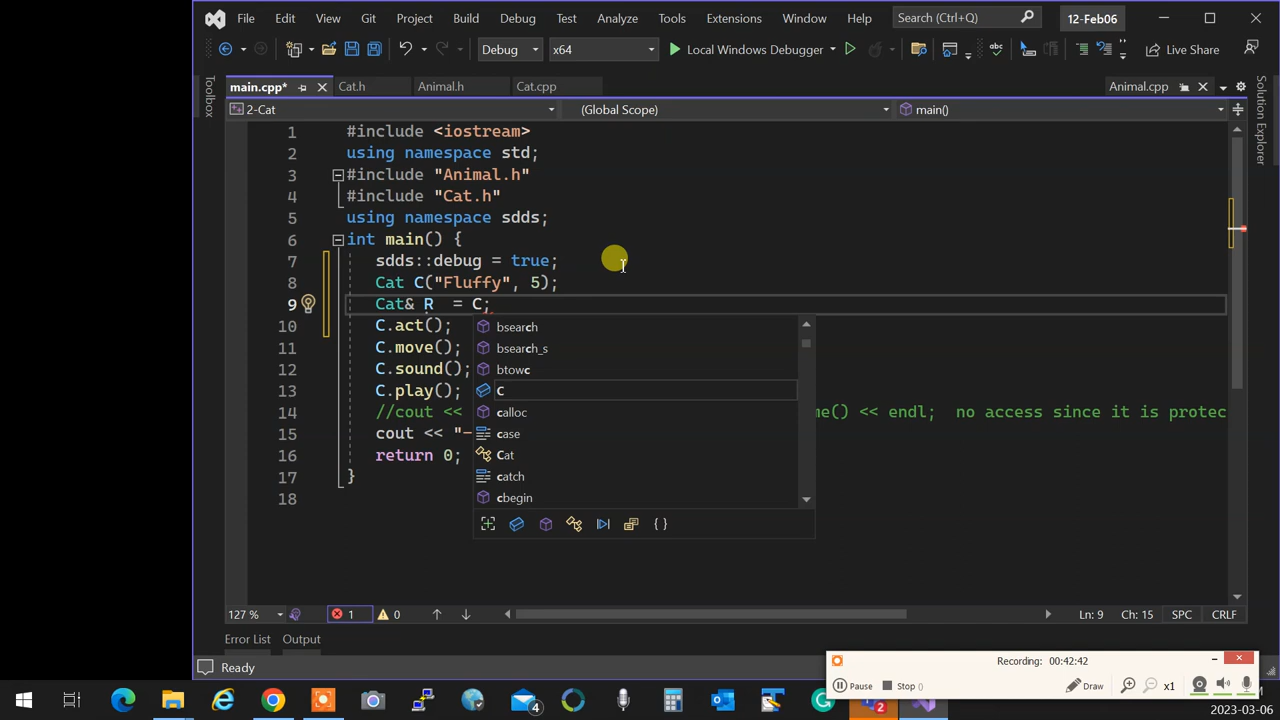 File Edit View Git Project Build Debug Test Analyze Tools Extensions Window Help Search (Ctrl+Q) 12-Feb06
Debug x64 Local Windows Debugger Live Share
main.cpp* Cat.h Animal.h Cat.cpp Animal.cpp
2-Cat (Global Scope) main()
Toolbox
Solution Explorer
1 #include <iostream>
2 using namespace std;
3 #include "Animal.h"
4 #include "Cat.h"
5 using namespace sdds;
6 int main() {
7 sdds::debug = true;
8 Cat C("Fluffy", 5);
9 Cat& R  = C;
10 C.act();
11 C.move();
12 C.sound();
13 C.play();
14 //cout << me() << endl;  no access since it is protec
15 cout << "-
16 return 0;
17 }
18
bsearch
bsearch_s
btowc
C
calloc
case
Cat
catch
cbegin
127 % 1 0 Ln: 9 Ch: 15 SPC CRLF
Error List Output
Ready
Recording: 00:42:42
Pause Stop () Draw x1
4 2
2023-03-06